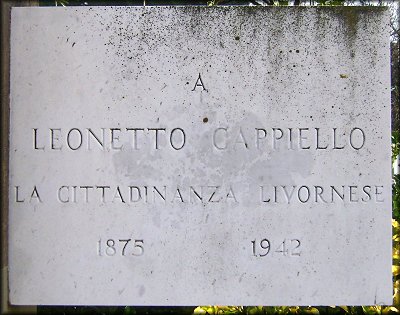 A
LEONETTO CAPPIELLO
LA CITTADINANZA LIVORNESE
1875 1942